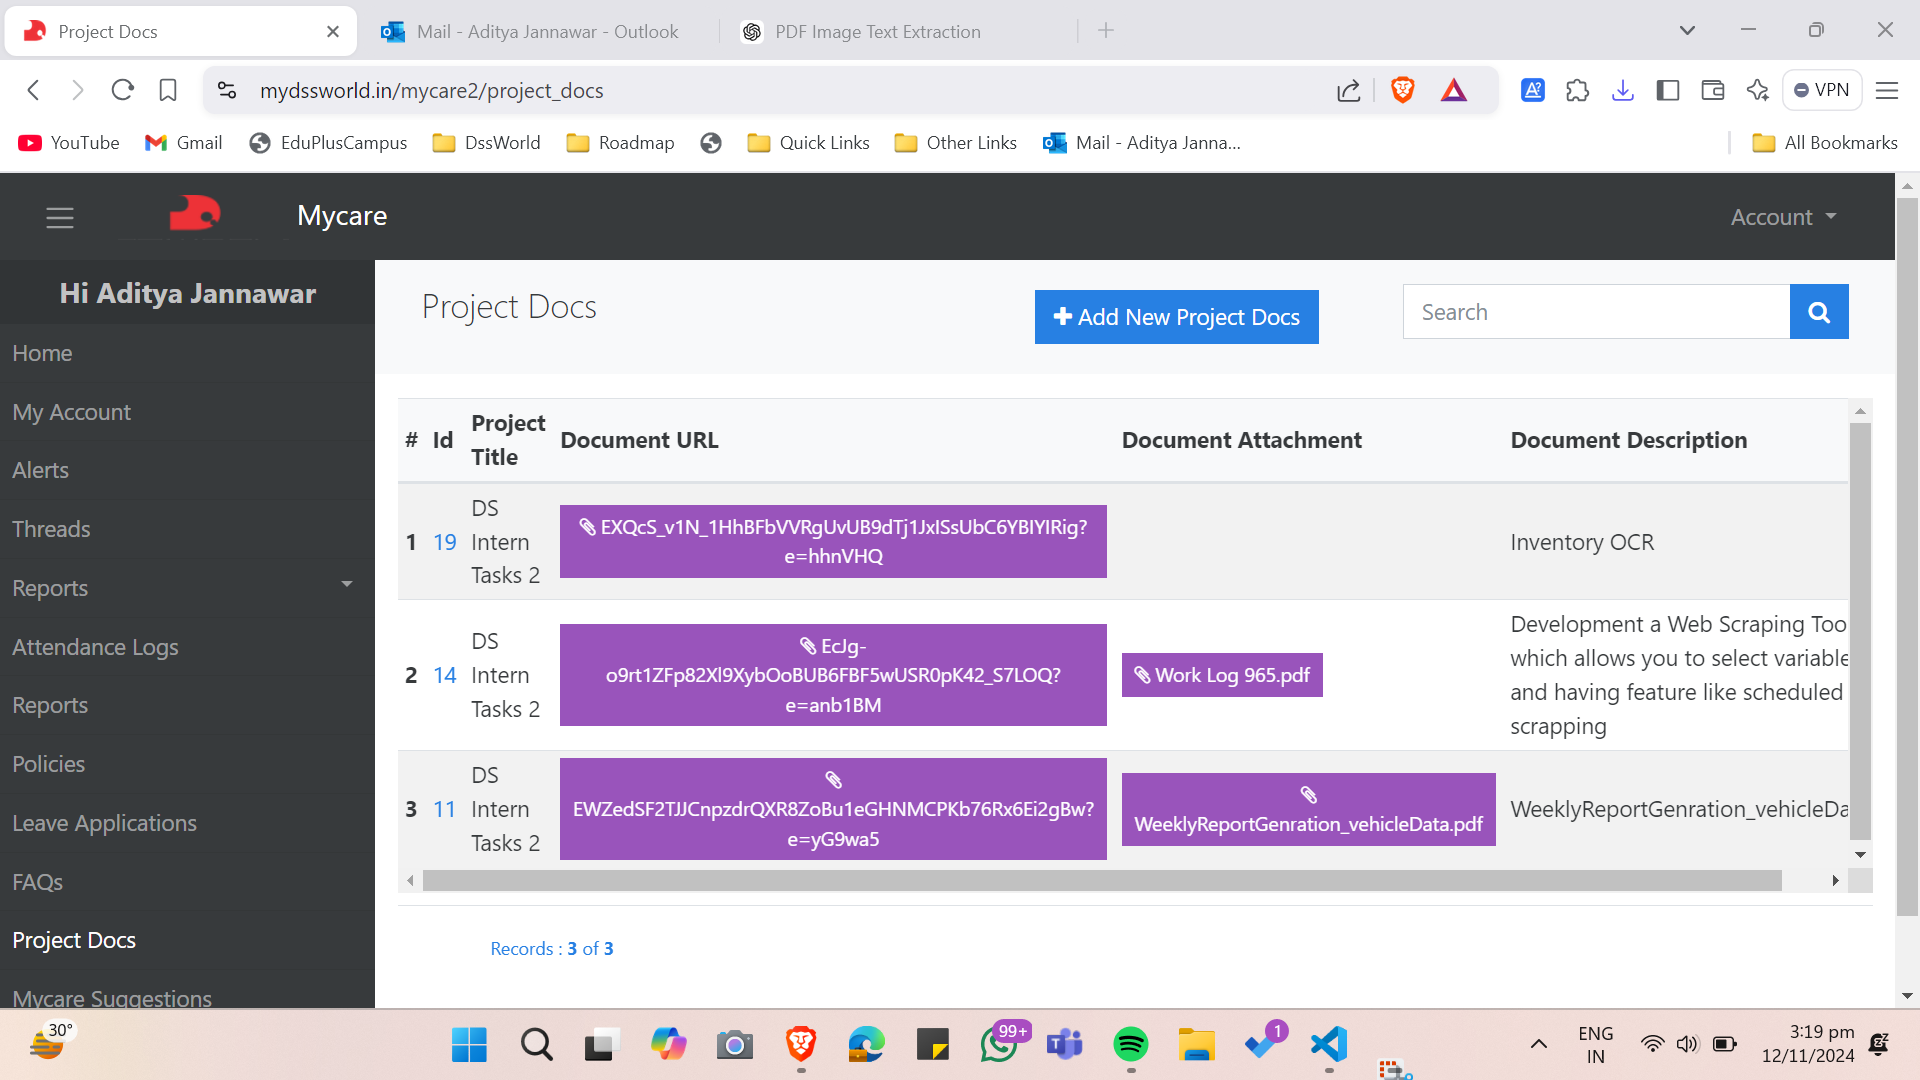 Project Docs
Mail - Aditya Jannawar - Outlook
PDF Image Text Extraction
mydssworld.in/mycare2/project_docs
VPN
YouTube
Gmail
EduPlusCampus
DssWorld
Roadmap
Quick Links
Other Links
Mail - Aditya Janna...
All Bookmarks
Mycare
Account
Hi Aditya Jannawar
Home
My Account
Alerts
Threads
Reports
Attendance Logs
Reports
Policies
Leave Applications
FAQs
Project Docs
Mycare Suggestions
Project Docs
Add New Project Docs
Search
# Id Project Title Document URL Document Attachment Document Description
1 19 DS Intern Tasks 2
EXQcS_v1N_1HhBFbVVRgUvUB9dTj1JxISsUbC6YBIYIRig?
e=hhnVHQ
Inventory OCR
2 14 DS Intern Tasks 2
EcJg-
o9rt1ZFp82Xl9XybOoBUB6FBF5wUSR0pK42_S7LOQ?
e=anb1BM
Work Log 965.pdf
Development a Web Scraping Too
which allows you to select variable
and having feature like scheduled
scrapping
3 11 DS Intern Tasks 2
EWZedSF2TJJCnpzdrQXR8ZoBu1eGHNMCPKb76Rx6Ei2gBw?
e=yG9wa5
WeeklyReportGenration_vehicleData.pdf
WeeklyReportGenration_vehicleDa
Records : 3 of 3
30°
99+
1
ENG
IN
3:19 pm
12/11/2024